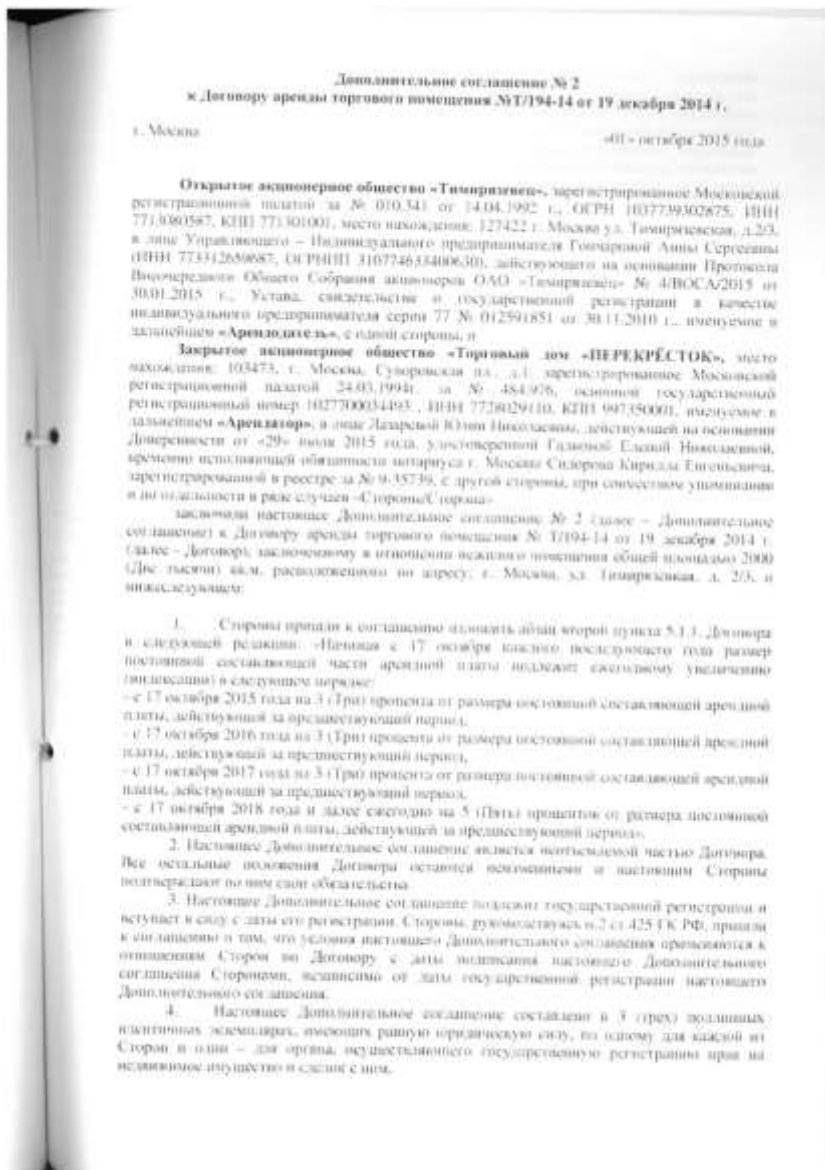 Дополнительное соглашение № 2
к Договору аренды торгового помещения №Т/194-14 от 19 декабря 2014 г.
г. Москва
«01» октября 2015 года
Открытое акционерное общество «Тимирязевец», зарегистрированное Московской
регистрационной палатой за № 010.341 от 14.04.1992 г., ОГРН 1037739302875, ИНН
7713080587, КПП 771301001, место нахождения: 127422 г. Москва ул. Тимирязевская, д.2/3,
в лице Управляющего – Индивидуального предпринимателя Гончаровой Анны Сергеевны
(ИНН 773312659687, ОГРНИП 310774633400630), действующего на основании Протокола
Внеочередного Общего Собрания акционеров ОАО «Тимирязевец» № 4/ВОСА/2015 от
30.01.2015 г., Устава, свидетельства о государственной регистрации в качестве
индивидуального предпринимателя серии 77 № 012591851 от 30.11.2010 г., именуемое в
дальнейшем «Арендодатель», с одной стороны, и
Закрытое акционерное общество «Торговый дом «ПЕРЕКРЁСТОК», место
нахождения: 103473, г. Москва, Суворовская пл., д.1, зарегистрированное Московской
регистрационной палатой 24.03.1994г. за № 484.976, основной государственный
регистрационный номер 1027700034493 , ИНН 7728029110, КПП 997350001, именуемое в
дальнейшем «Арендатор», в лице Лазаревой Юлии Николаевны, действующей на основании
Доверенности от «29» июля 2015 года, удостоверенной Еленой Николаевной,
временно исполняющей обязанности нотариуса г. Москвы Сидорова Кирилла Евгеньевича,
зарегистрированной в реестре за № 9-35739, с другой стороны, при совместном упоминании
и по отдельности в ряде случаев «Стороны/Сторона»
заключили настоящее Дополнительное соглашение № 2 (далее – Дополнительное
соглашение) к Договору аренды торгового помещения № Т/194-14 от 19 декабря 2014 г.
(далее - Договор), заключенному в отношении нежилого помещения общей площадью 2000
(Две тысячи) кв.м, расположенного по адресу: г. Москва, ул. Тимирязевская, д. 2/3, о
нижеследующем:
1. Стороны пришли к соглашению изложить абзац второй пункта 5.1.1. Договора
в следующей редакции: «Начиная с 17 октября каждого последующего года размер
постоянной составляющей части арендной платы подлежит ежегодному увеличению
(индексации) в следующем порядке:
- с 17 октября 2015 года на 3 (Три) процента от размера постоянной составляющей арендной
платы, действующей за предшествующий период,
- с 17 октября 2016 года на 3 (Три) процента от размера постоянной составляющей арендной
платы, действующей за предшествующий период,
- с 17 октября 2017 года на 3 (Три) процента от размера постоянной составляющей арендной
платы, действующей за предшествующий период,
- с 17 октября 2018 года и далее ежегодно на 5 (Пять) процентов от размера постоянной
составляющей арендной платы, действующей за предшествующий период».
2. Настоящее Дополнительное соглашение является неотъемлемой частью Договора.
Все остальные положения Договора остаются неизменными и настоящим Стороны
подтверждают по ним свои обязательства
3. Настоящее Дополнительное соглашение подлежит государственной регистрации и
вступает в силу с даты его регистрации. Стороны, руководствуясь п.2 ст.425 ГК РФ, пришли
к соглашению о том, что условия настоящего Дополнительного соглашения применяются к
отношениям Сторон по Договору с даты подписания настоящего Дополнительного
соглашения Сторонами, независимо от даты государственной регистрации настоящего
Дополнительного соглашения.
4. Настоящее Дополнительное соглашение составлено в 3 (трех) подлинных
идентичных экземплярах, имеющих равную юридическую силу, по одному для каждой из
Сторон и один – для органа, осуществляющего государственную регистрацию прав на
недвижимое имущество и сделок с ним.